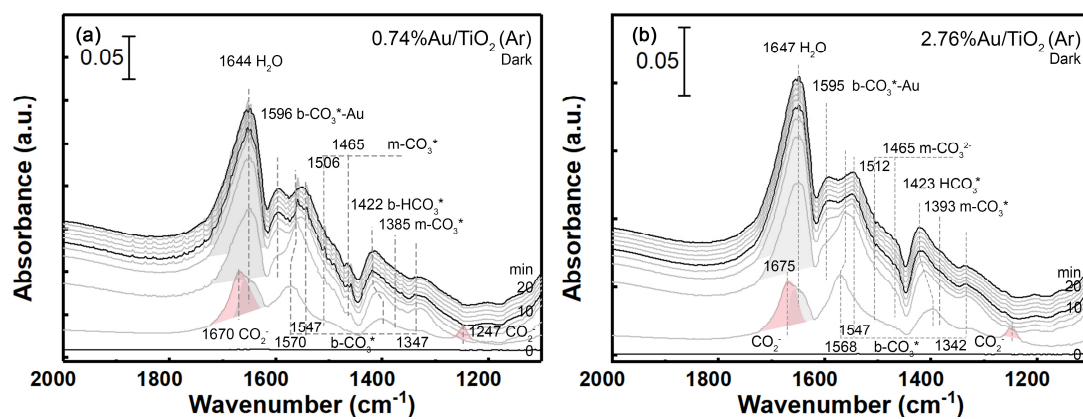 (a)
0.74%Au/TiO₂ (Ar)
Dark
0.05
1644 H₂O
1596 b-CO₃*-Au
1465 m-CO₃*
1506
1422 b-HCO₃*
1385 m-CO₃*
min
20
10
0
1670 CO₂⁻
1547
1247 CO₂⁻
1570 b-CO₃* 1347
Absorbance (a.u.)
2000 1800 1600 1400 1200
Wavenumber (cm⁻¹)
(b)
2.76%Au/TiO₂ (Ar)
Dark
0.05
1647 H₂O
1595 b-CO₃*-Au
1465 m-CO₃²⁻
1512
1423 HCO₃*
1393 m-CO₃*
1675
min
20
10
0
1547
CO₂⁻ 1568 b-CO₃* 1342 CO₂⁻
Absorbance (a.u.)
2000 1800 1600 1400 1200
Wavenumber (cm⁻¹)